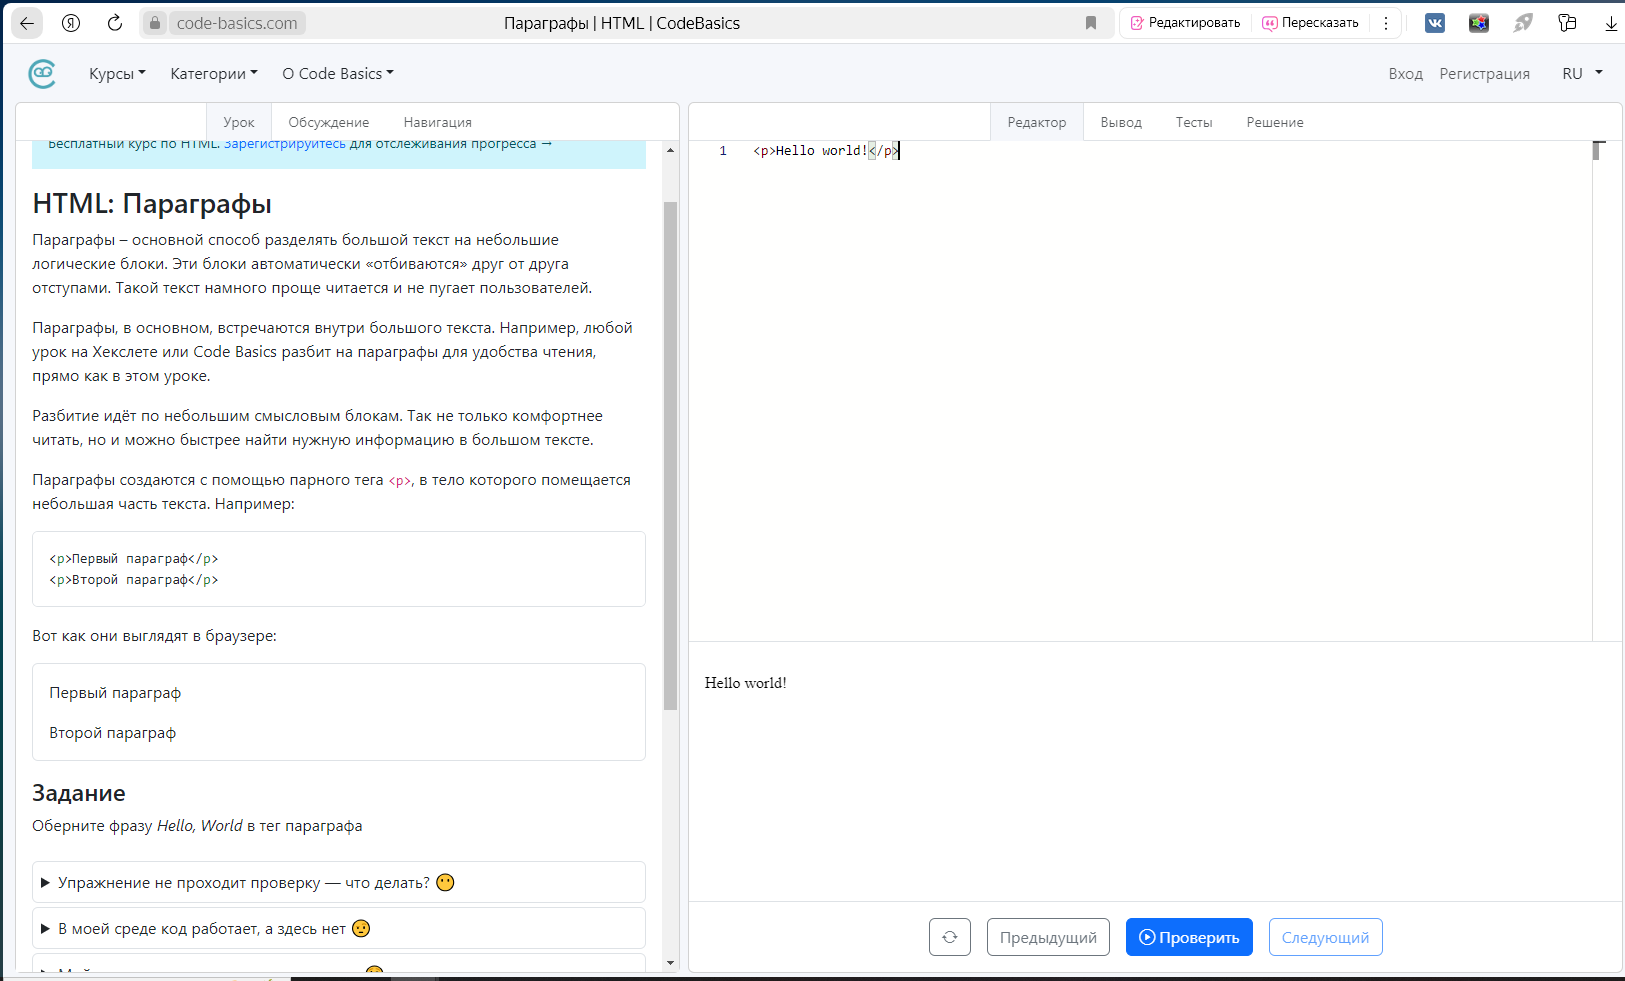 code-basics.com
Параграфы | HTML | CodeBasics
Редактировать
Пересказать
Курсы
Категории
О Code Basics
Вход
Регистрация
RU
Урок
Обсуждение
Навигация
Бесплатный курс по HTML. Зарегистрируйтесь для отслеживания прогресса →
HTML: Параграфы
Параграфы – основной способ разделять большой текст на небольшие
логические блоки. Эти блоки автоматически «отбиваются» друг от друга
отступами. Такой текст намного проще читается и не пугает пользователей.
Параграфы, в основном, встречаются внутри большого текста. Например, любой
урок на Хекслете или Code Basics разбит на параграфы для удобства чтения,
прямо как в этом уроке.
Разбитие идёт по небольшим смысловым блокам. Так не только комфортнее
читать, но и можно быстрее найти нужную информацию в большом тексте.
Параграфы создаются с помощью парного тега <p>, в тело которого помещается
небольшая часть текста. Например:
<p>Первый параграф</p>
<p>Второй параграф</p>
Вот как они выглядят в браузере:
Первый параграф
Второй параграф
Задание
Оберните фразу Hello, World в тег параграфа
Упражнение не проходит проверку — что делать? 😶
В моей среде код работает, а здесь нет 🤨
Редактор
Вывод
Тесты
Решение
1 <p>Hello world!</p>
Hello world!
Предыдущий
Проверить
Следующий